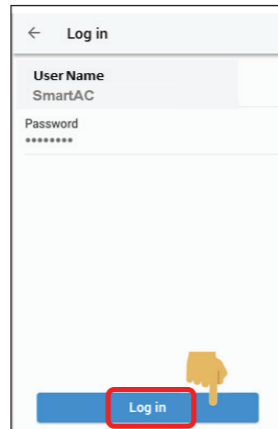 ← Log in
User Name
SmartAC
Password
••••••••
Log in